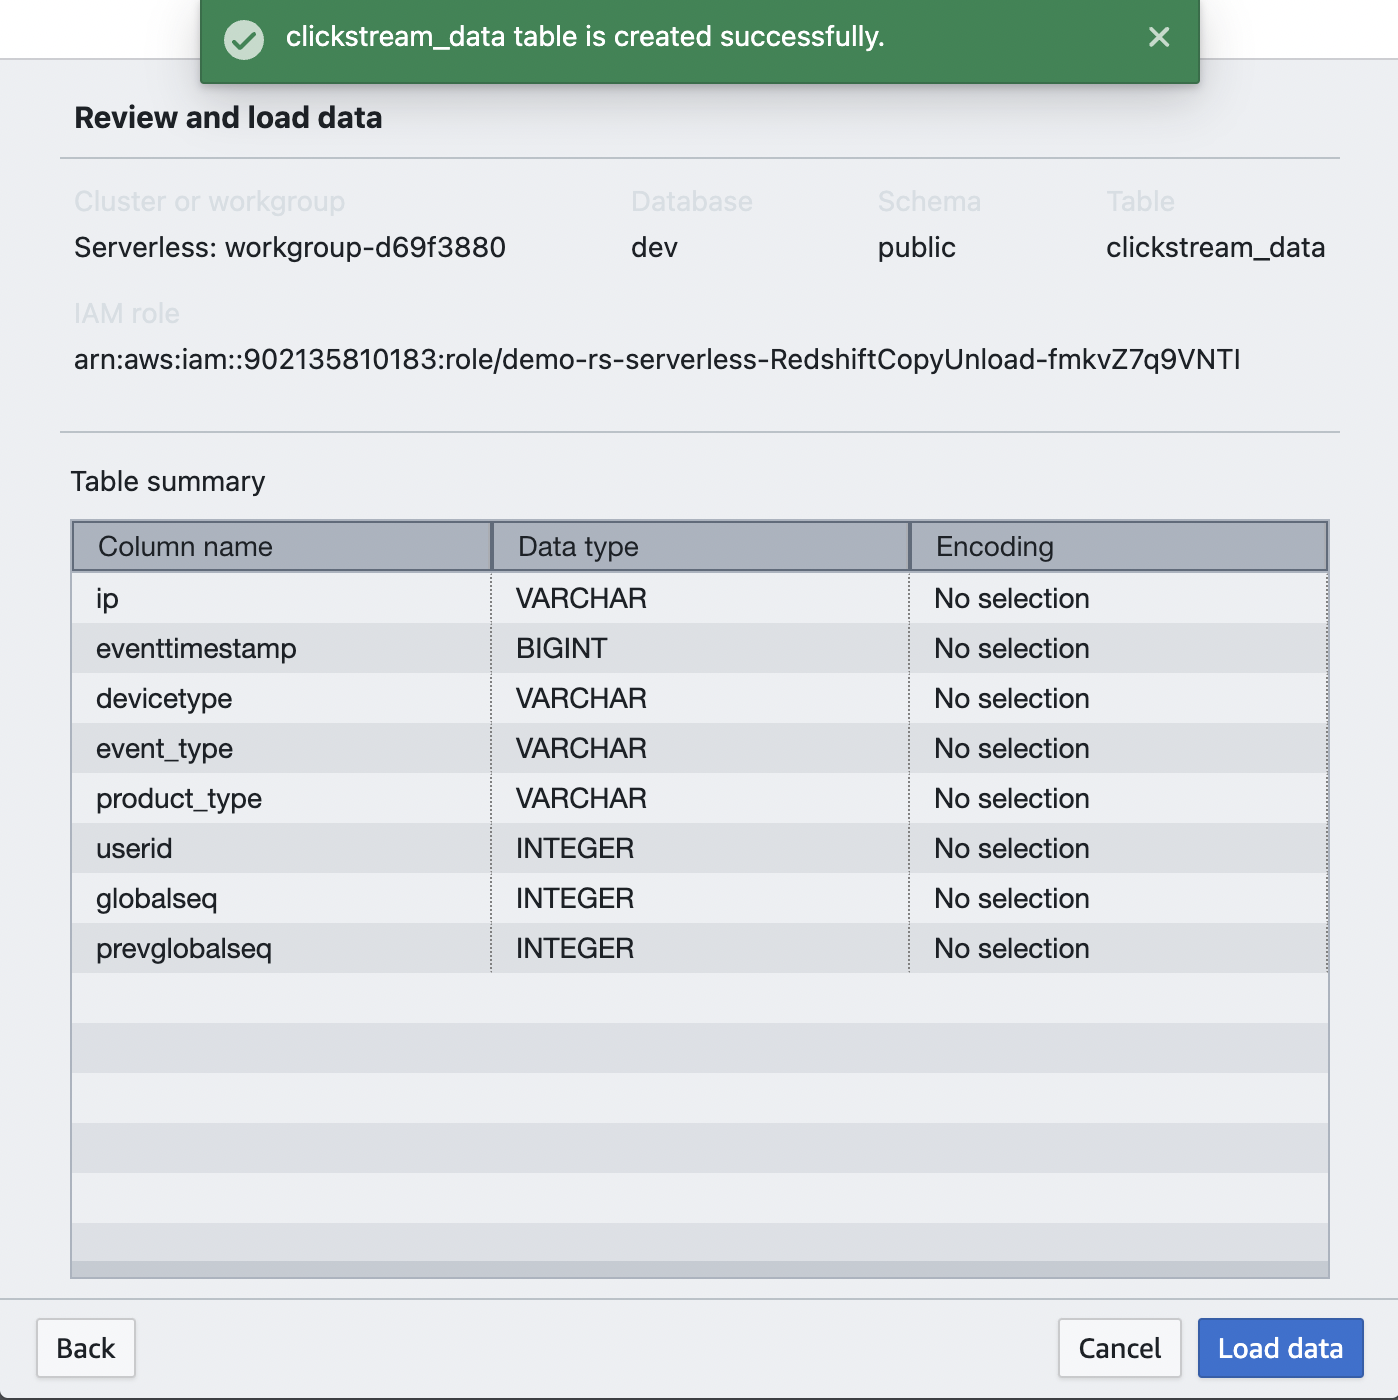 clickstream_data table is created successfully.
Review and load data
Cluster or workgroup Database Schema Table
Serverless: workgroup-d69f3880 dev public clickstream_data
IAM role
arn:aws:iam::902135810183:role/demo-rs-serverless-RedshiftCopyUnload-fmkvZ7q9VNTI
Table summary
Column name Data type Encoding
ip VARCHAR No selection
eventtimestamp BIGINT No selection
devicetype VARCHAR No selection
event_type VARCHAR No selection
product_type VARCHAR No selection
userid INTEGER No selection
globalseq INTEGER No selection
prevglobalseq INTEGER No selection
Back Cancel Load data